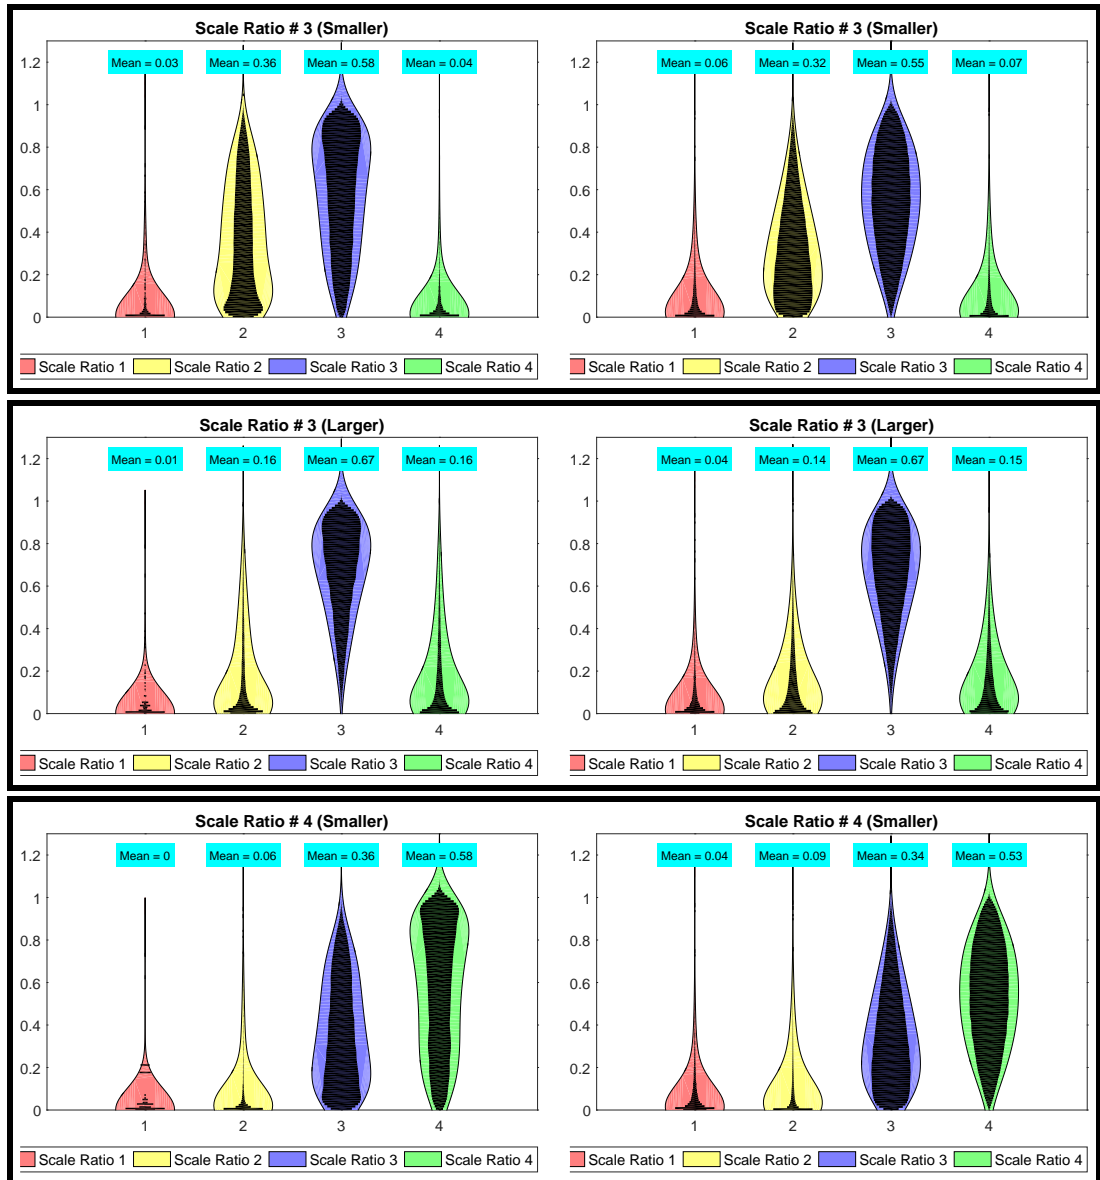 Scale Ratio # 3 (Smaller)
Mean = 0.03 Mean = 0.36 Mean = 0.58 Mean = 0.04
1.2
1
0.8
0.6
0.4
0.2
0
1 2 3 4
Scale Ratio 1 Scale Ratio 2 Scale Ratio 3 Scale Ratio 4
Scale Ratio # 3 (Smaller)
Mean = 0.06 Mean = 0.32 Mean = 0.55 Mean = 0.07
1.2
1
0.8
0.6
0.4
0.2
0
1 2 3 4
Scale Ratio 1 Scale Ratio 2 Scale Ratio 3 Scale Ratio 4
Scale Ratio # 3 (Larger)
Mean = 0.01 Mean = 0.16 Mean = 0.67 Mean = 0.16
1.2
1
0.8
0.6
0.4
0.2
0
1 2 3 4
Scale Ratio 1 Scale Ratio 2 Scale Ratio 3 Scale Ratio 4
Scale Ratio # 3 (Larger)
Mean = 0.04 Mean = 0.14 Mean = 0.67 Mean = 0.15
1.2
1
0.8
0.6
0.4
0.2
0
1 2 3 4
Scale Ratio 1 Scale Ratio 2 Scale Ratio 3 Scale Ratio 4
Scale Ratio # 4 (Smaller)
Mean = 0 Mean = 0.06 Mean = 0.36 Mean = 0.58
1.2
1
0.8
0.6
0.4
0.2
0
1 2 3 4
Scale Ratio 1 Scale Ratio 2 Scale Ratio 3 Scale Ratio 4
Scale Ratio # 4 (Smaller)
Mean = 0.04 Mean = 0.09 Mean = 0.34 Mean = 0.53
1.2
1
0.8
0.6
0.4
0.2
0
1 2 3 4
Scale Ratio 1 Scale Ratio 2 Scale Ratio 3 Scale Ratio 4